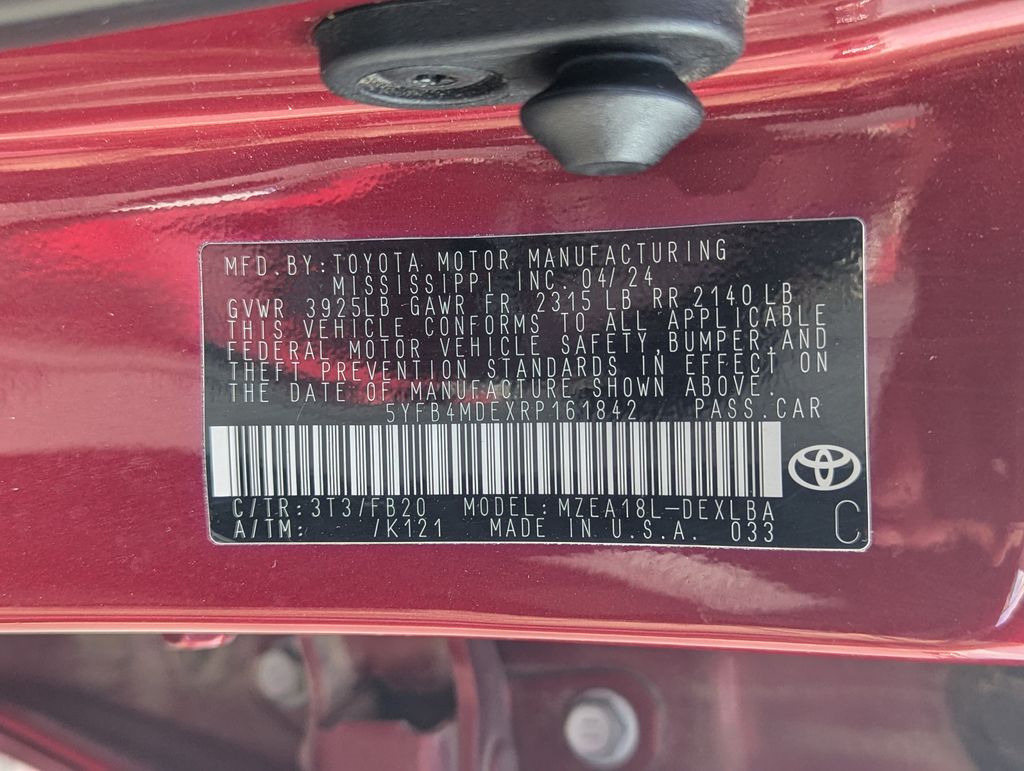 MFD.BY:TOYOTA MOTOR MANUFACTURING
MISSISSIPPI INC. 04/24
GVWR 3925LB GAWR FR 2315 LB RR 2140 LB
THIS VEHICLE CONFORMS TO ALL APPLICABLE
FEDERAL MOTOR VEHICLE SAFETY,BUMPER,AND
THEFT PREVENTION STANDARDS IN EFFECT ON
THE DATE OF MANUFACTURE SHOWN ABOVE.
5YFB4MDEXRP161842 PASS.CAR
C/TR:3T3/FB20 MODEL:MZEA18L-DEXLBA
A/TM: /K121 MADE IN U.S.A. 033
C